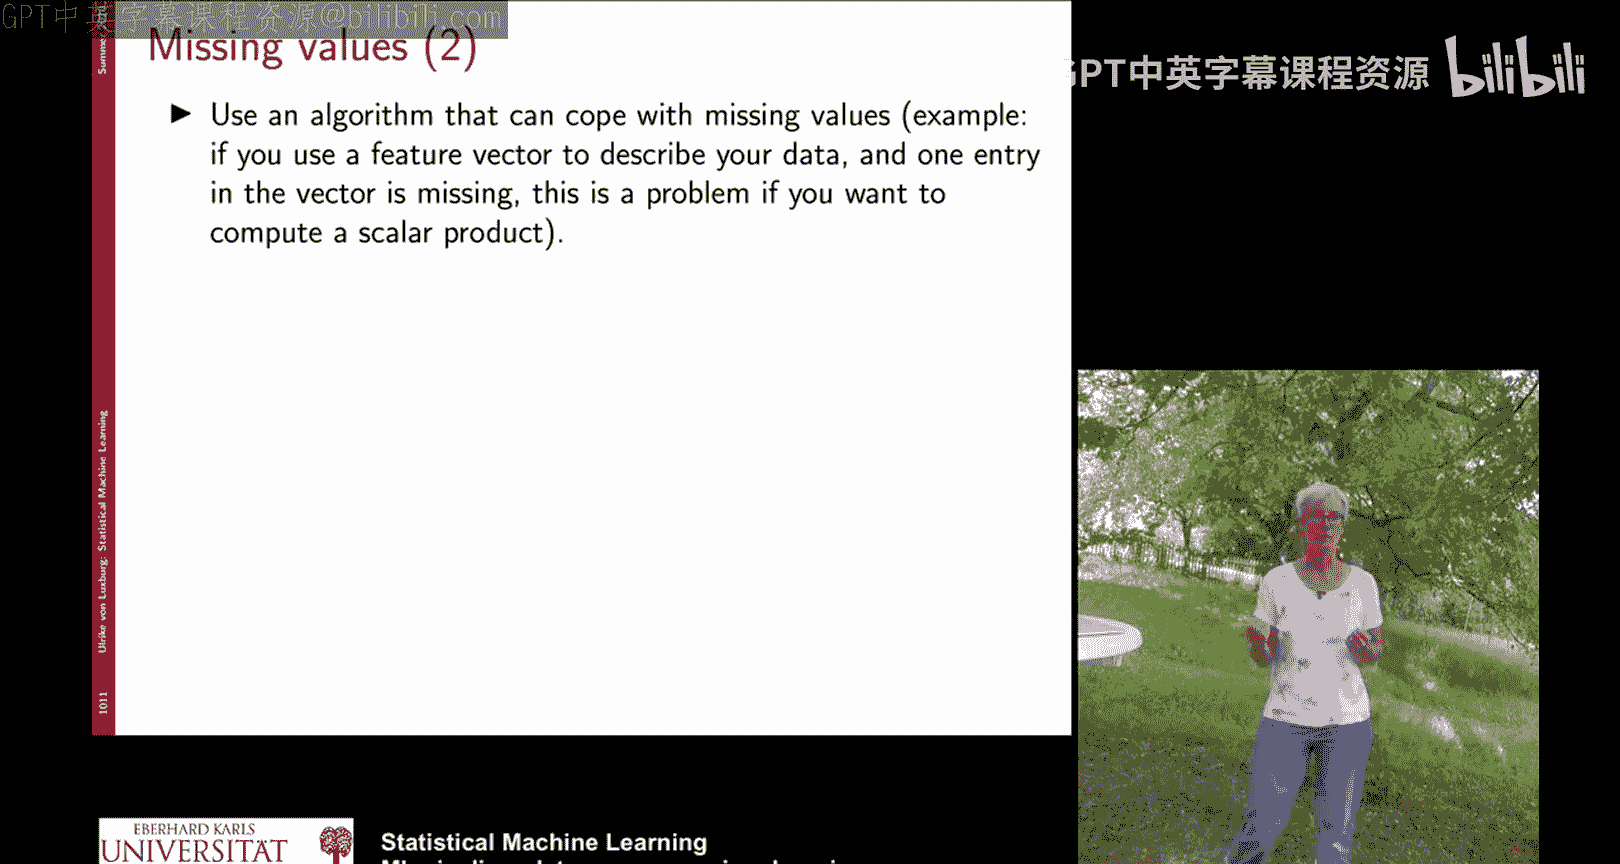 GPT中英字幕课程资源@bilibili.com
Missing values (2)
GPT中英字幕课程资源 bilibili
► Use an algorithm that can cope with missing values (example:
if you use a feature vector to describe your data, and one entry
in the vector is missing, this is a problem if you want to
compute a scalar product).
Summer
Ulrike von Luxburg: Statistical Machine Learning
1011
EBERHARD KARLS
UNIVERSITÄT
Statistical Machine Learning